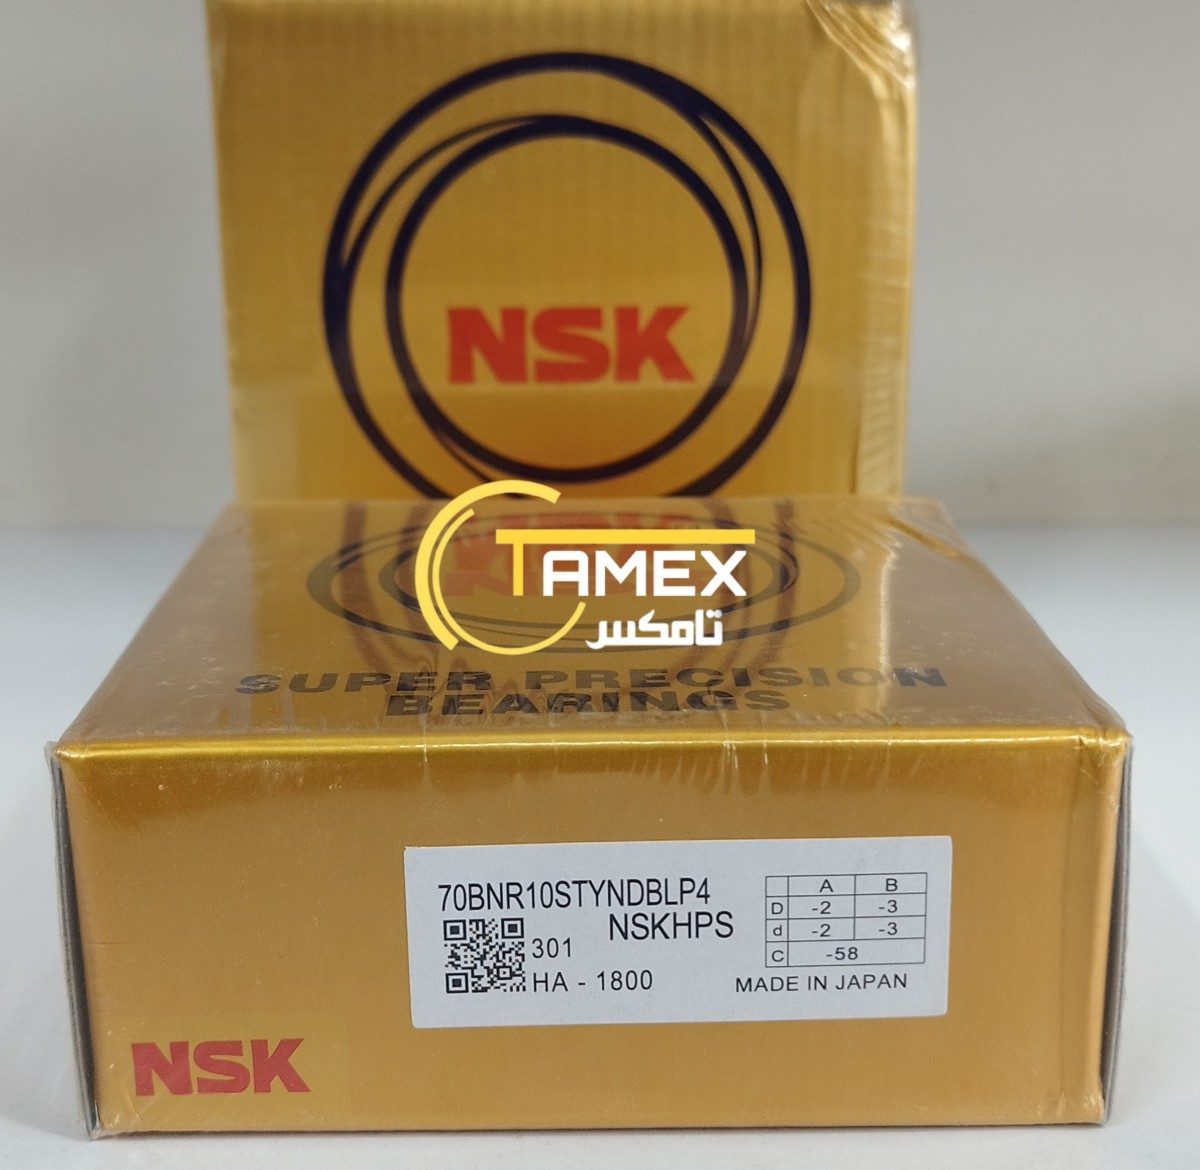 NSK
TAMEX
تامكس
SUPER PRECISION
BEARINGS
70BNR10STYNDBLP4
NSKHPS
301
HA - 1800
A B
D -2 -3
d -2 -3
C -58
MADE IN JAPAN
NSK